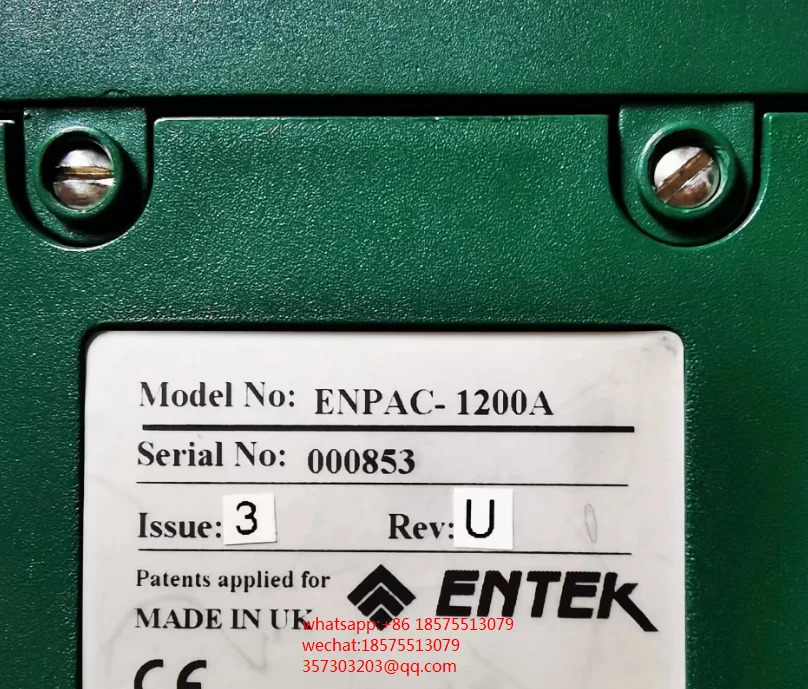 Model No: ENPAC- 1200A
Serial No: 000853
Issue: 3 Rev: U
Patents applied for
MADE IN UK
ENTEK
CE
whatsapp:+86 18575513079
wechat:18575513079
357303203@qq.com